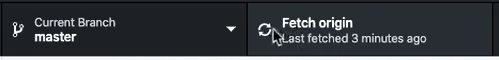 Current Branch
master
Fetch origin
Last fetched 3 minutes ago